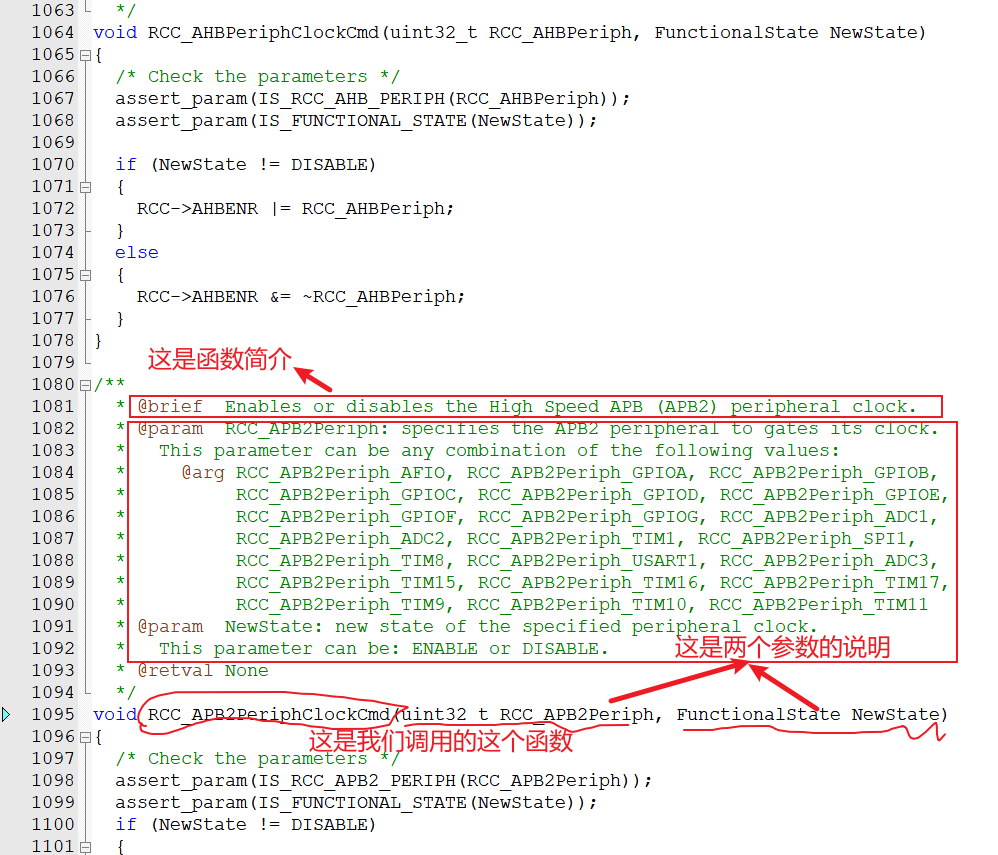 1063 */
1064 void RCC_AHBPeriphClockCmd(uint32_t RCC_AHBPeriph, FunctionalState NewState)
1065 {
1066 /* Check the parameters */
1067 assert_param(IS_RCC_AHB_PERIPH(RCC_AHBPeriph));
1068 assert_param(IS_FUNCTIONAL_STATE(NewState));
1069
1070 if (NewState != DISABLE)
1071 {
1072 RCC->AHBENR |= RCC_AHBPeriph;
1073 }
1074 else
1075 {
1076 RCC->AHBENR &= ~RCC_AHBPeriph;
1077 }
1078 }
1079
这是函数简介
1080 /**
1081 * @brief Enables or disables the High Speed APB (APB2) peripheral clock.
1082 * @param RCC_APB2Periph: specifies the APB2 peripheral to gates its clock.
1083 * This parameter can be any combination of the following values:
1084 * @arg RCC_APB2Periph_AFIO, RCC_APB2Periph_GPIOA, RCC_APB2Periph_GPIOB,
1085 * RCC_APB2Periph_GPIOC, RCC_APB2Periph_GPIOD, RCC_APB2Periph_GPIOE,
1086 * RCC_APB2Periph_GPIOF, RCC_APB2Periph_GPIOG, RCC_APB2Periph_ADC1,
1087 * RCC_APB2Periph_ADC2, RCC_APB2Periph_TIM1, RCC_APB2Periph_SPI1,
1088 * RCC_APB2Periph_TIM8, RCC_APB2Periph_USART1, RCC_APB2Periph_ADC3,
1089 * RCC_APB2Periph_TIM15, RCC_APB2Periph_TIM16, RCC_APB2Periph_TIM17,
1090 * RCC_APB2Periph_TIM9, RCC_APB2Periph_TIM10, RCC_APB2Periph_TIM11
1091 * @param NewState: new state of the specified peripheral clock.
1092 * This parameter can be: ENABLE or DISABLE.
这是两个参数的说明
1093 * @retval None
1094 */
1095 void RCC_APB2PeriphClockCmd(uint32_t RCC_APB2Periph, FunctionalState NewState)
这是我们调用的这个函数
1096 {
1097 /* Check the parameters */
1098 assert_param(IS_RCC_APB2_PERIPH(RCC_APB2Periph));
1099 assert_param(IS_FUNCTIONAL_STATE(NewState));
1100 if (NewState != DISABLE)
1101 {